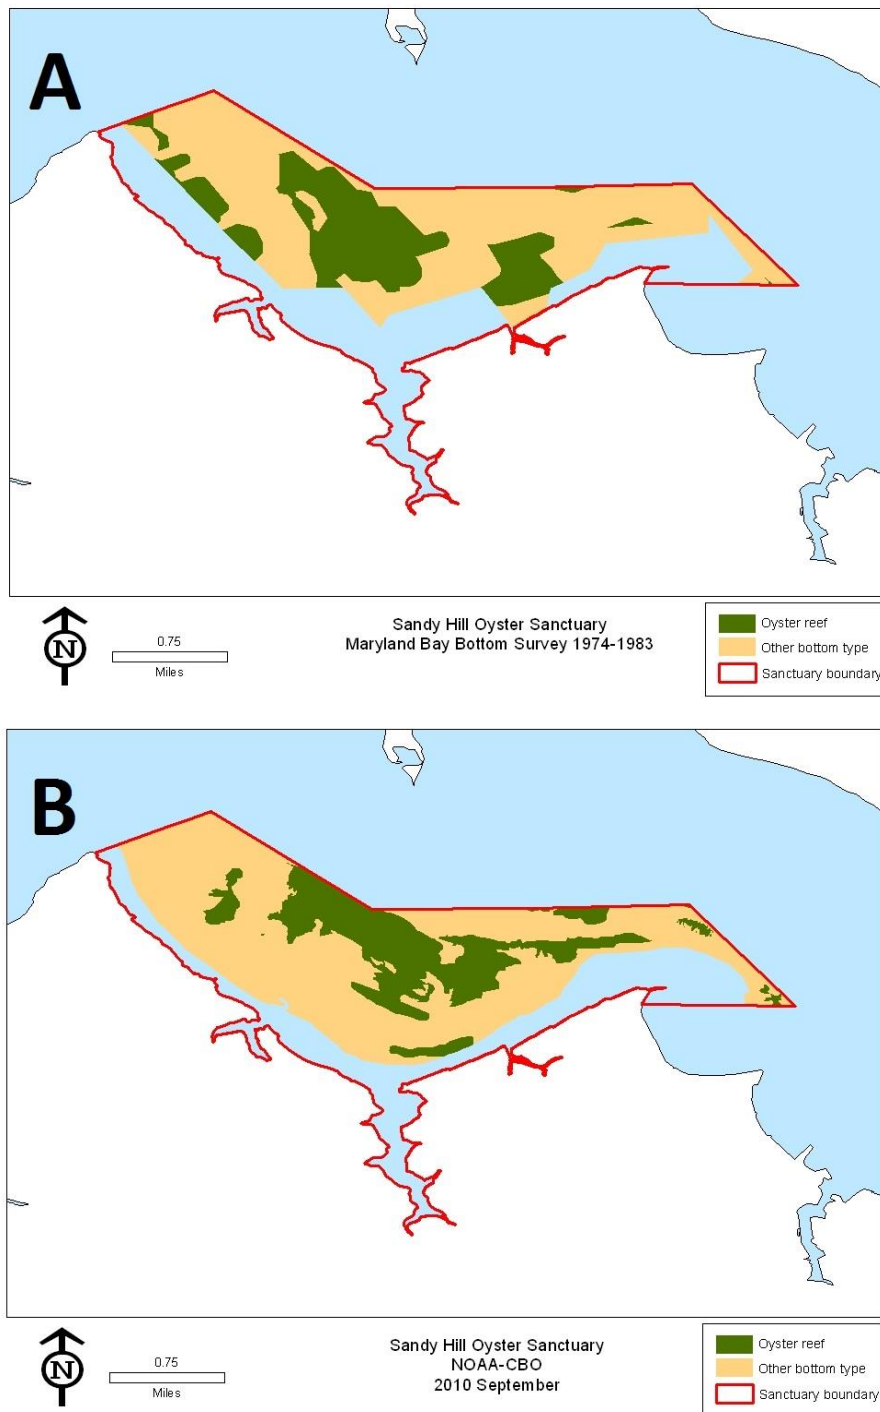 A
N
0.75
Miles
Sandy Hill Oyster Sanctuary
Maryland Bay Bottom Survey 1974-1983
Oyster reef
Other bottom type
Sanctuary boundary
B
N
0.75
Miles
Sandy Hill Oyster Sanctuary
NOAA-CBO
2010 September
Oyster reef
Other bottom type
Sanctuary boundary